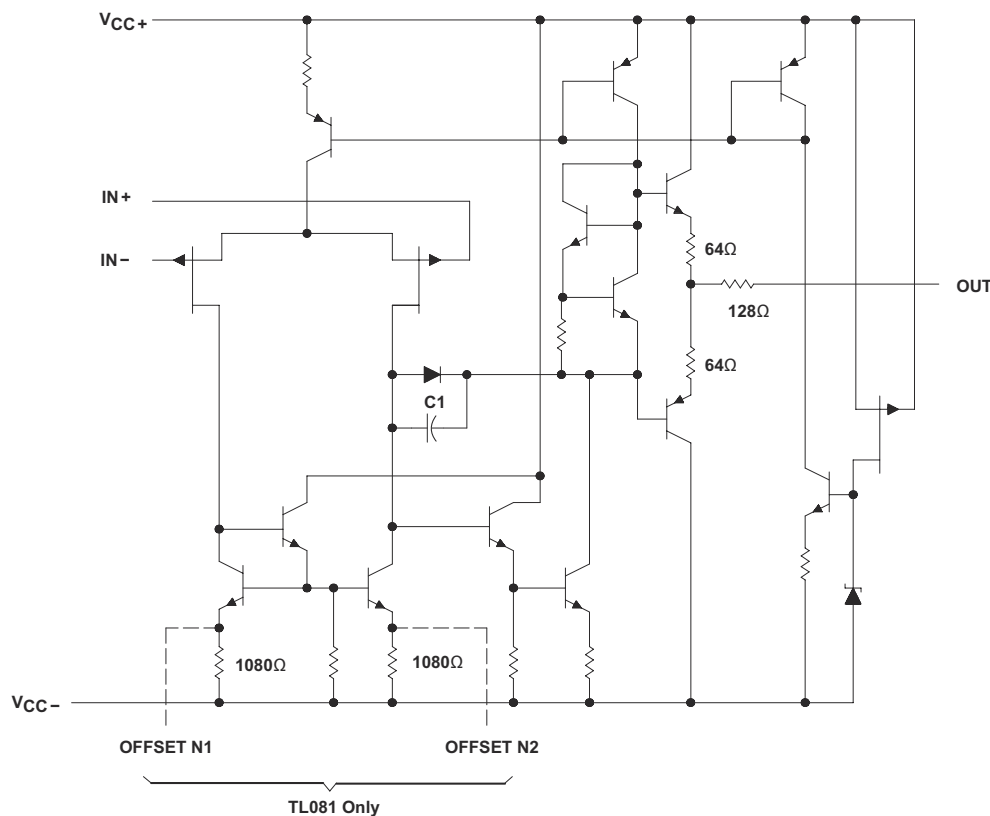 VCC+
IN+
IN−
64Ω
OUT
128Ω
64Ω
C1
1080Ω
1080Ω
VCC−
OFFSET N1
OFFSET N2
TL081 Only